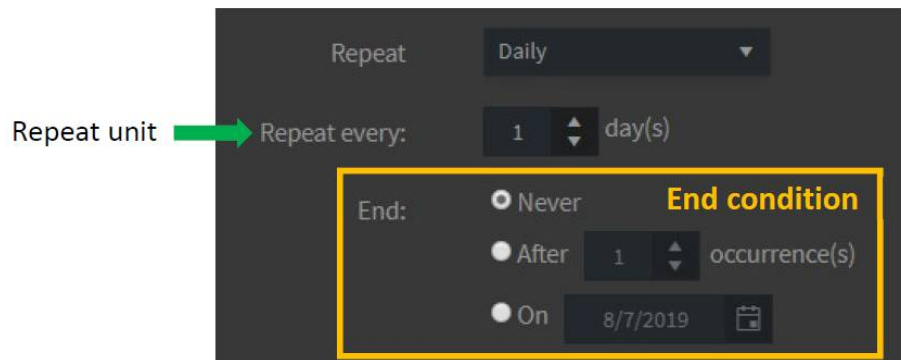 Repeat Daily
Repeat unit Repeat every: 1 day(s)
End: Never End condition
After 1 occurrence(s)
On 8/7/2019